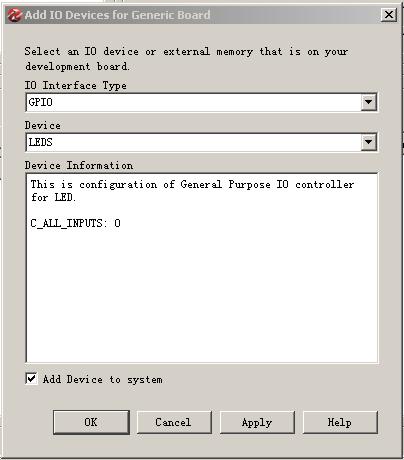 Add IO Devices for Generic Board
Select an IO device or external memory that is on your
development board.
IO Interface Type
GPIO
Device
LEDS
Device Information
This is configuration of General Purpose IO controller
for LED.
C_ALL_INPUTS: 0
Add Device to system
OK
Cancel
Apply
Help